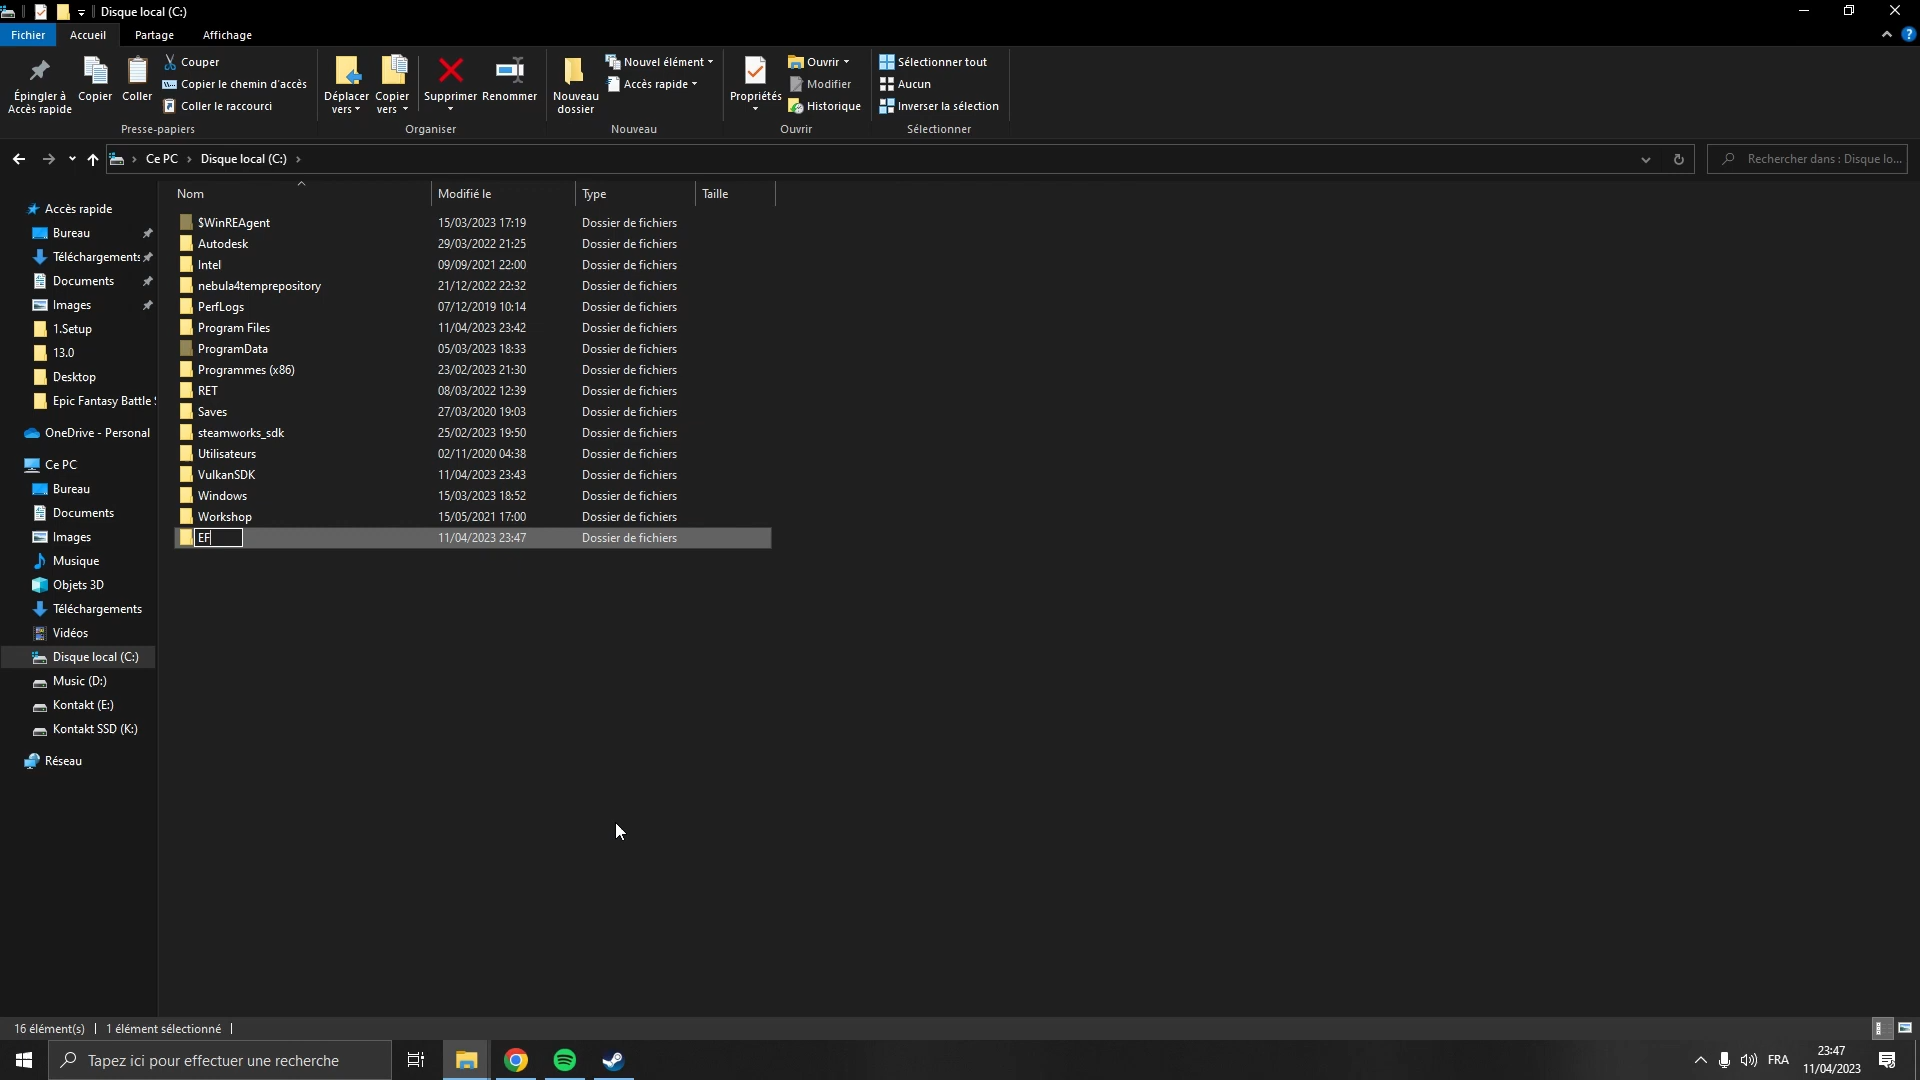 Disque local (C:)
Fichier Accueil Partage Affichage
?
Épingler à
Accès rapide
Copier
Coller
Couper
Copier le chemin d'accès
Coller le raccourci
Presse-papiers
Déplacer
vers
Copier
vers
Supprimer
Renommer
Organiser
Nouveau
dossier
Nouvel élément
Accès rapide
Nouveau
Propriétés
Ouvrir
Modifier
Historique
Ouvrir
Sélectionner tout
Aucun
Inverser la sélection
Sélectionner
Ce PC > Disque local (C:) >
Rechercher dans : Disque lo...
Accès rapide
Bureau
Téléchargements
Documents
Images
1.Setup
13.0
Desktop
Epic Fantasy Battle
OneDrive - Personal
Ce PC
Bureau
Documents
Images
Musique
Objets 3D
Téléchargements
Vidéos
Disque local (C:)
Music (D:)
Kontakt (E:)
Kontakt SSD (K:)
Réseau
Nom Modifié le Type Taille
$WinREAgent 15/03/2023 17:19 Dossier de fichiers
Autodesk 29/03/2022 21:25 Dossier de fichiers
Intel 09/09/2021 22:00 Dossier de fichiers
nebula4temprepository 21/12/2022 22:32 Dossier de fichiers
PerfLogs 07/12/2019 10:14 Dossier de fichiers
Program Files 11/04/2023 23:42 Dossier de fichiers
ProgramData 05/03/2023 18:33 Dossier de fichiers
Programmes (x86) 23/02/2023 21:30 Dossier de fichiers
RET 08/03/2022 12:39 Dossier de fichiers
Saves 27/03/2020 19:03 Dossier de fichiers
steamworks_sdk 25/02/2023 19:50 Dossier de fichiers
Utilisateurs 02/11/2020 04:38 Dossier de fichiers
VulkanSDK 11/04/2023 23:43 Dossier de fichiers
Windows 15/03/2023 18:52 Dossier de fichiers
Workshop 15/05/2021 17:00 Dossier de fichiers
EF 11/04/2023 23:47 Dossier de fichiers
16 élément(s) 1 élément sélectionné
Tapez ici pour effectuer une recherche
FRA
23:47
11/04/2023